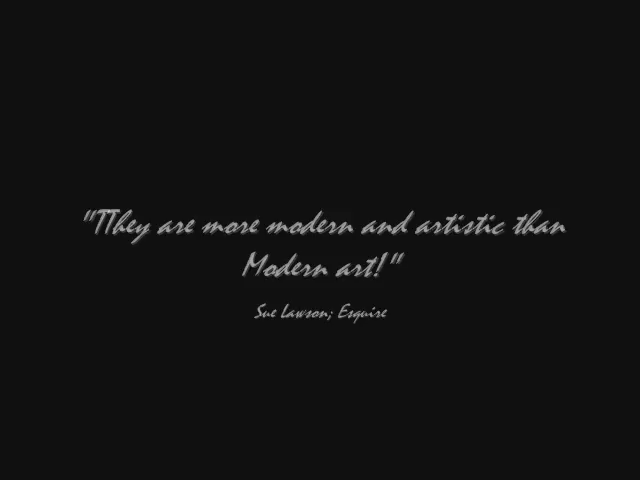 "TThey are more modern and artistic than
Modern art!"
Sue Lawson; Esquire